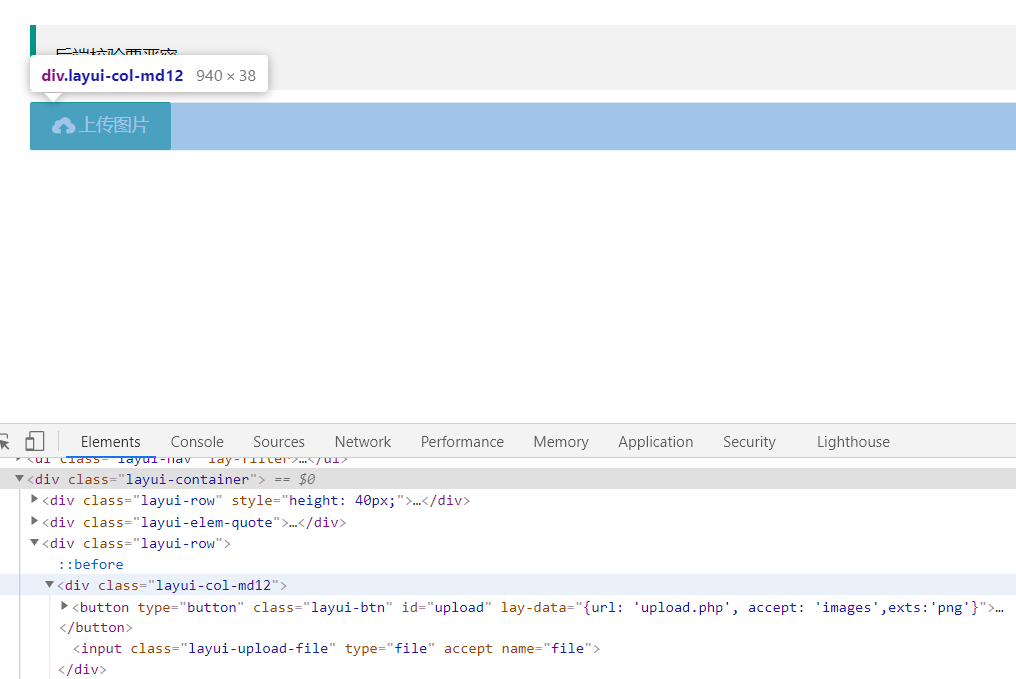 后端校验要严密
div.layui-col-md12 940 × 38
上传图片
Elements Console Sources Network Performance Memory Application Security Lighthouse
<ul class="layui-nav" lay-filter>…</ul>
<div class="layui-container"> == $0
<div class="layui-row" style="height: 40px;">…</div>
<div class="layui-elem-quote">…</div>
<div class="layui-row">
::before
<div class="layui-col-md12">
<button type="button" class="layui-btn" id="upload" lay-data="{url: 'upload.php', accept: 'images',exts:'png'}">…
</button>
<input class="layui-upload-file" type="file" accept name="file">
</div>